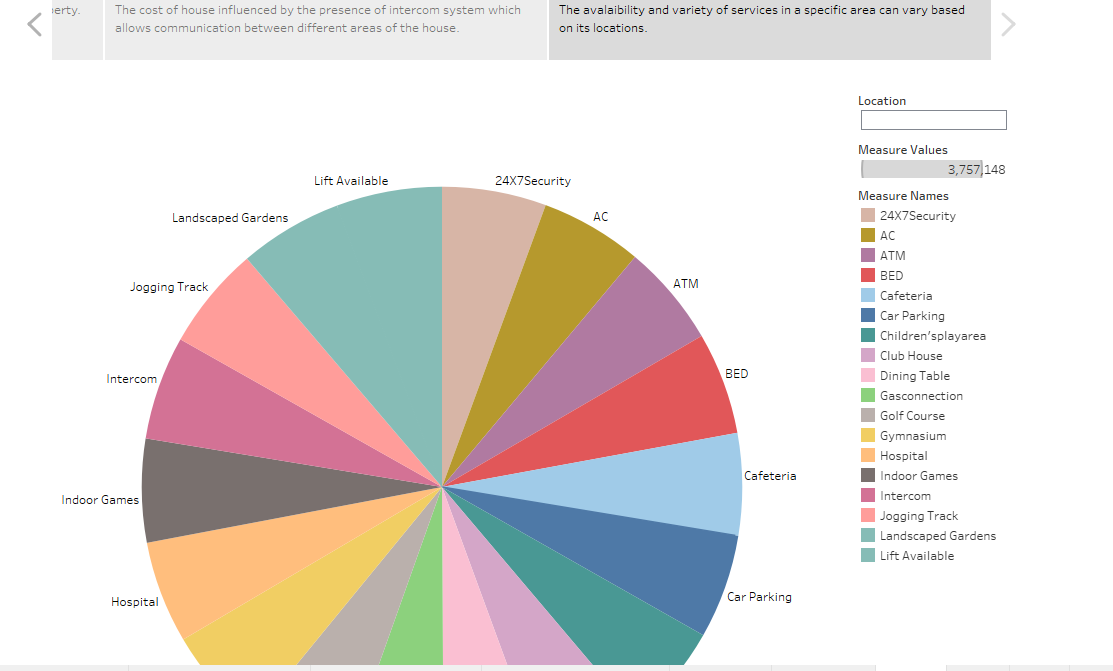 erty.
The cost of house influenced by the presence of intercom system which
allows communication between different areas of the house.
The avalaibility and variety of services in a specific area can vary based
on its locations.
Location
Measure Values
3,757,148
Measure Names
24X7Security
AC
ATM
BED
Cafeteria
Car Parking
Children'splayarea
Club House
Dining Table
Gasconnection
Golf Course
Gymnasium
Hospital
Indoor Games
Intercom
Jogging Track
Landscaped Gardens
Lift Available
Lift Available
24X7Security
Landscaped Gardens
AC
Jogging Track
ATM
Intercom
BED
Indoor Games
Cafeteria
Hospital
Car Parking